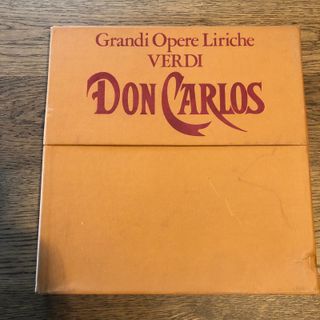 Grandi Opere Liriche
VERDI
DON CARLOS